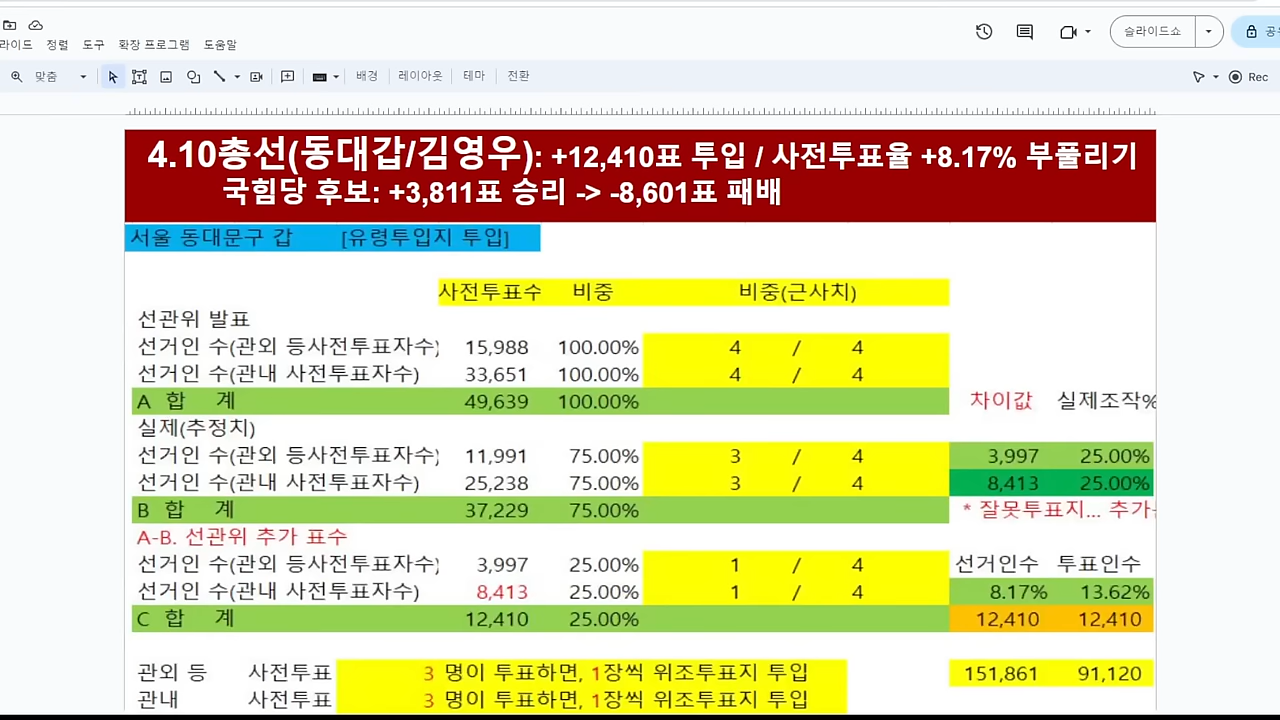 라이드 정렬 도구 확장 프로그램 도움말
슬라이드쇼
맞춤 배경 레이아웃 테마 전환 Rec
4.10총선(동대갑/김영우): +12,410표 투입 / 사전투표율 +8.17% 부풀리기
국힘당 후보: +3,811표 승리 -> -8,601표 패배
서울 동대문구 갑 [유령투입지 투입]
사전투표수 비중 비중(근사치)
선관위 발표
선거인 수(관외 등사전투표자수) 15,988 100.00% 4 / 4
선거인 수(관내 사전투표자수) 33,651 100.00% 4 / 4
A 합 계 49,639 100.00% 차이값 실제조작%
실제(추정치)
선거인 수(관외 등사전투표자수) 11,991 75.00% 3 / 4 3,997 25.00%
선거인 수(관내 사전투표자수) 25,238 75.00% 3 / 4 8,413 25.00%
B 합 계 37,229 75.00% * 잘못투표지... 추가
A-B. 선관위 추가 표수
선거인 수(관외 등사전투표자수) 3,997 25.00% 1 / 4 선거인수 투표인수
선거인 수(관내 사전투표자수) 8,413 25.00% 1 / 4 8.17% 13.62%
C 합 계 12,410 25.00% 12,410 12,410
관외 등 사전투표 3 명이 투표하면, 1장씩 위조투표지 투입 151,861 91,120
관내 사전투표 3 명이 투표하면, 1장씩 위조투표지 투입